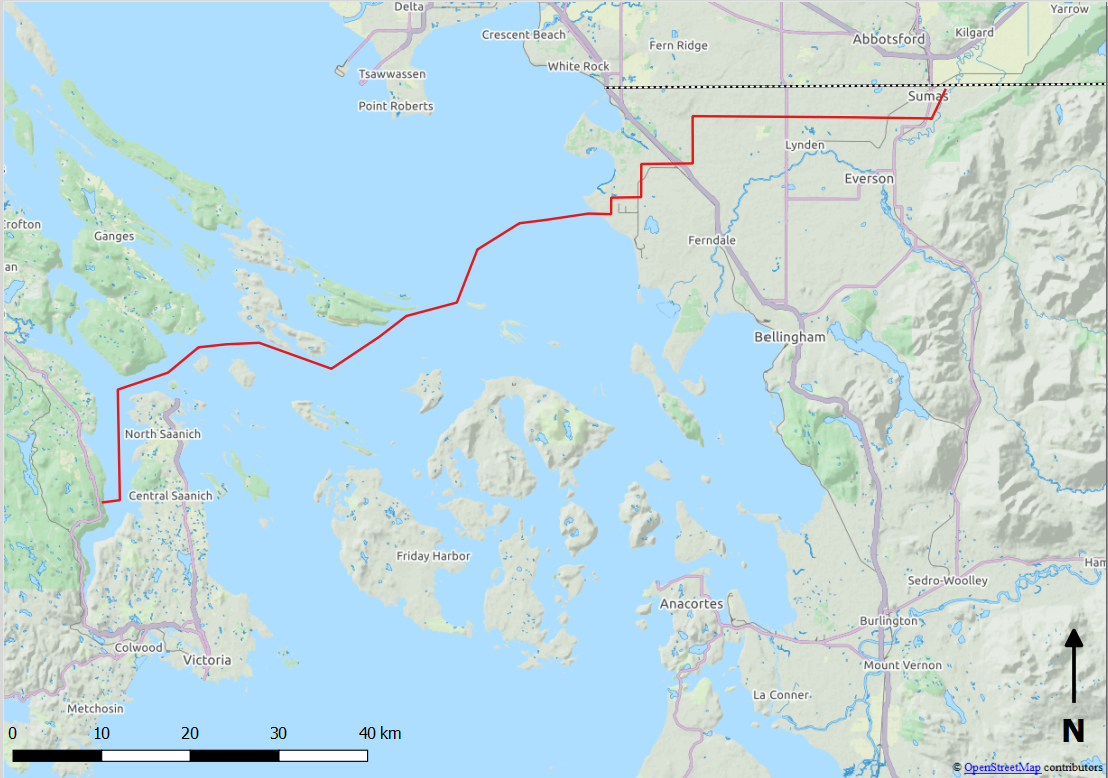 Delta
Yarrow
Crescent Beach
Abbotsford
Kilgard
Fern Ridge
White Rock
Tsawwassen
Point Roberts
Sumas
Lynden
Everson
rofton
Ganges
Ferndale
an
Bellingham
North Saanich
Central Saanich
Friday Harbor
Ham
Sedro-Woolley
Anacortes
Burlington
Colwood
Victoria
Mount Vernon
La Conner
Metchosin
N
0 10 20 30 40 km
© OpenStreetMap contributors